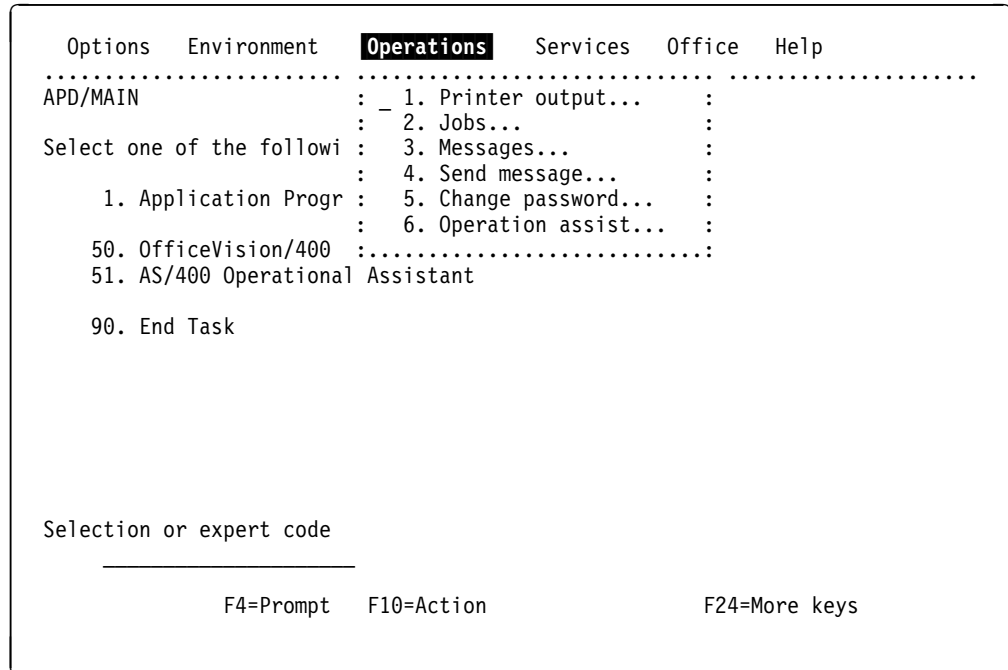 Options   Environment   Operations   Services   Office   Help
......................... .............................. .....................
APD/MAIN                  : _ 1. Printer output...     :
                          :   2. Jobs...               :
Select one of the followi :   3. Messages...           :
                          :   4. Send message...       :
     1. Application Progr :   5. Change password...    :
                          :   6. Operation assist...   :
    50. OfficeVision/400  :............................:
    51. AS/400 Operational Assistant
    90. End Task
Selection or expert code
     _____________________
               F4=Prompt   F10=Action                  F24=More keys